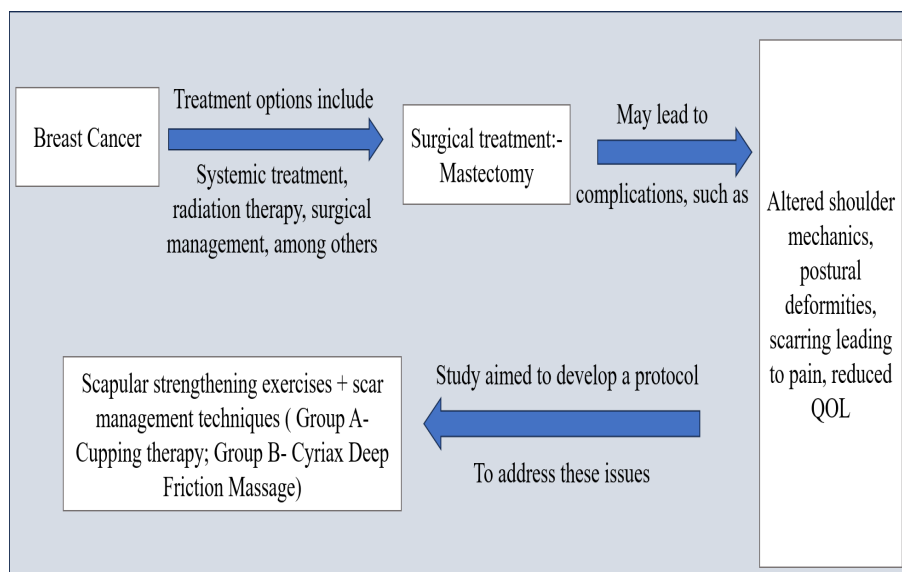 Breast Cancer
Treatment options include
Systemic treatment,
radiation therapy, surgical
management, among others
Surgical treatment:-
Mastectomy
May lead to
complications, such as
Altered shoulder
mechanics,
postural
deformities,
scarring leading
to pain, reduced
QOL
Study aimed to develop a protocol
To address these issues
Scapular strengthening exercises + scar
management techniques ( Group A-
Cupping therapy; Group B- Cyriax Deep
Friction Massage)